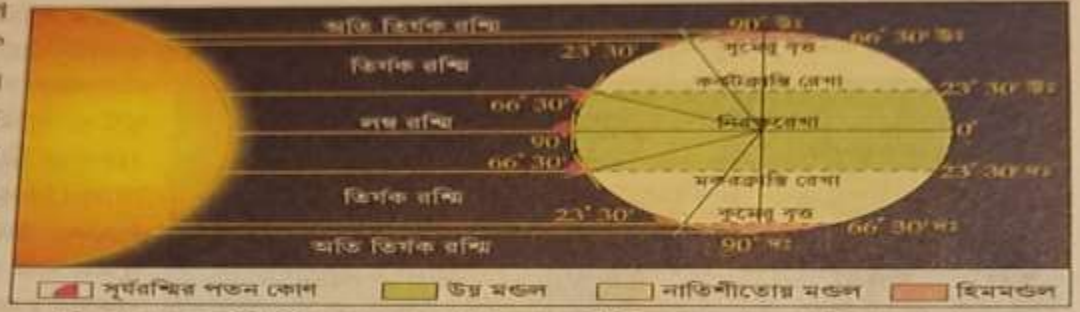 অতি তির্যক রশ্মি
90° উঃ
66° 30' উঃ
23° 30'
সুমেরু বৃত্ত
তির্যক রশ্মি
কর্কটক্রান্তি রেখা
23° 30' উঃ
66° 30'
লম্ব রশ্মি
নিরক্ষরেখা
0°
90°
66° 30'
23° 30' দঃ
মকরক্রান্তি রেখা
তির্যক রশ্মি
23° 30'
কুমেরু বৃত্ত
66° 30' দঃ
অতি তির্যক রশ্মি
90° দঃ
সূর্যরশ্মির পতন কোণ উষ্ণ মণ্ডল নাতিশীতোষ্ণ মণ্ডল হিমমণ্ডল